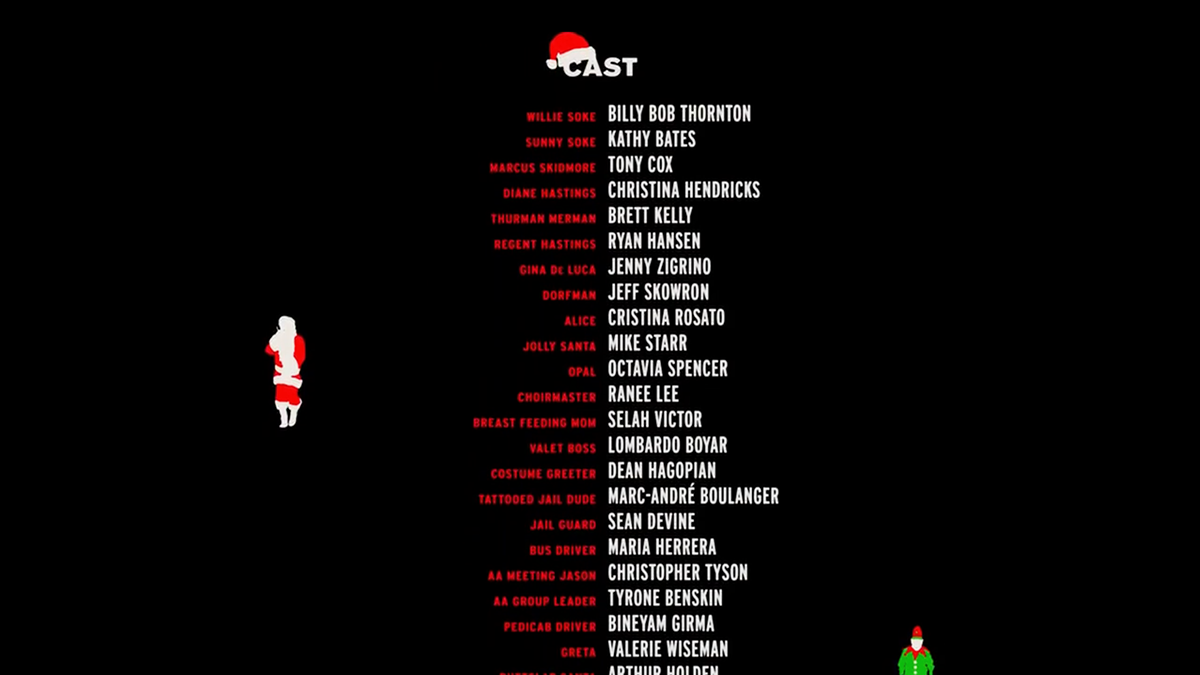 CAST
WILLIE SOKE BILLY BOB THORNTON
SUNNY SOKE KATHY BATES
MARCUS SKIDMORE TONY COX
DIANE HASTINGS CHRISTINA HENDRICKS
THURMAN MERMAN BRETT KELLY
REGENT HASTINGS RYAN HANSEN
GINA De LUCA JENNY ZIGRINO
DORFMAN JEFF SKOWRON
ALICE CRISTINA ROSATO
JOLLY SANTA MIKE STARR
OPAL OCTAVIA SPENCER
CHOIRMASTER RANEE LEE
BREAST FEEDING MOM SELAH VICTOR
VALET BOSS LOMBARDO BOYAR
COSTUME GREETER DEAN HAGOPIAN
TATTOOED JAIL DUDE MARC-ANDRÉ BOULANGER
JAIL GUARD SEAN DEVINE
BUS DRIVER MARIA HERRERA
AA MEETING JASON CHRISTOPHER TYSON
AA GROUP LEADER TYRONE BENSKIN
PEDICAB DRIVER BINEYAM GIRMA
GRETA VALERIE WISEMAN
ARTHUR HOLDEN